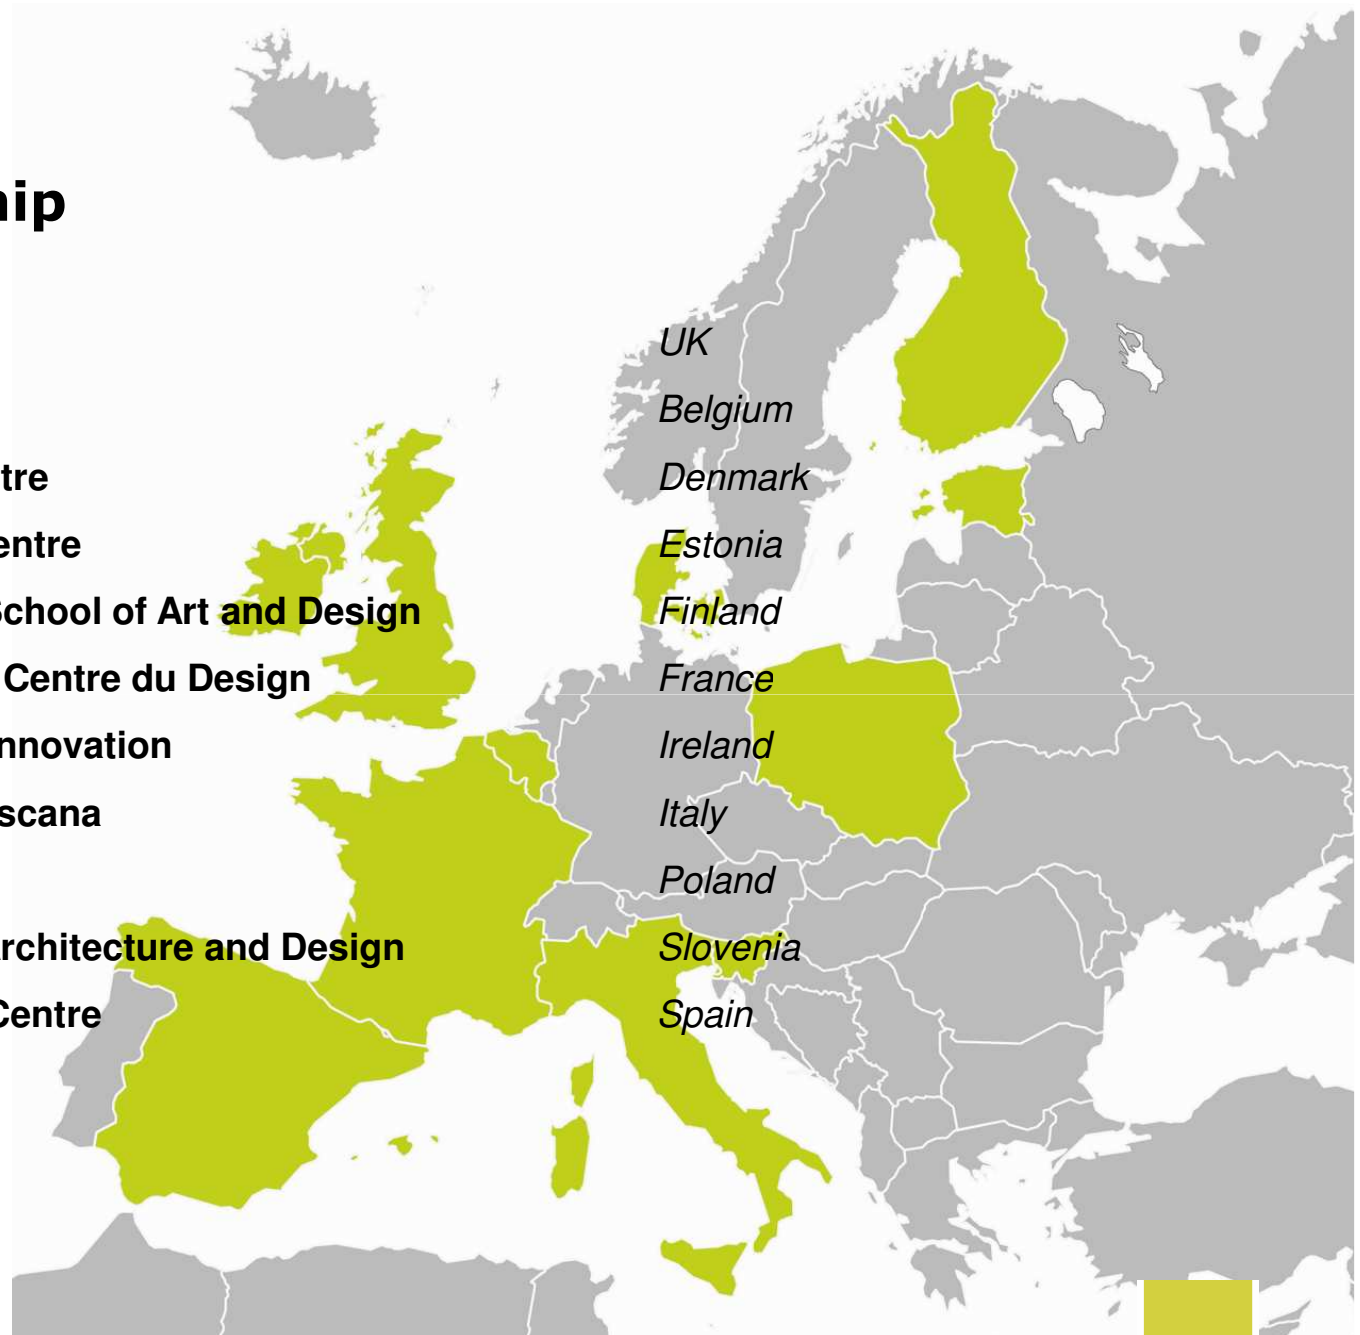 ip
UK
Belgium
tre Denmark
entre Estonia
School of Art and Design Finland
Centre du Design France
nnovation Ireland
scana Italy
Poland
rchitecture and Design Slovenia
Centre Spain